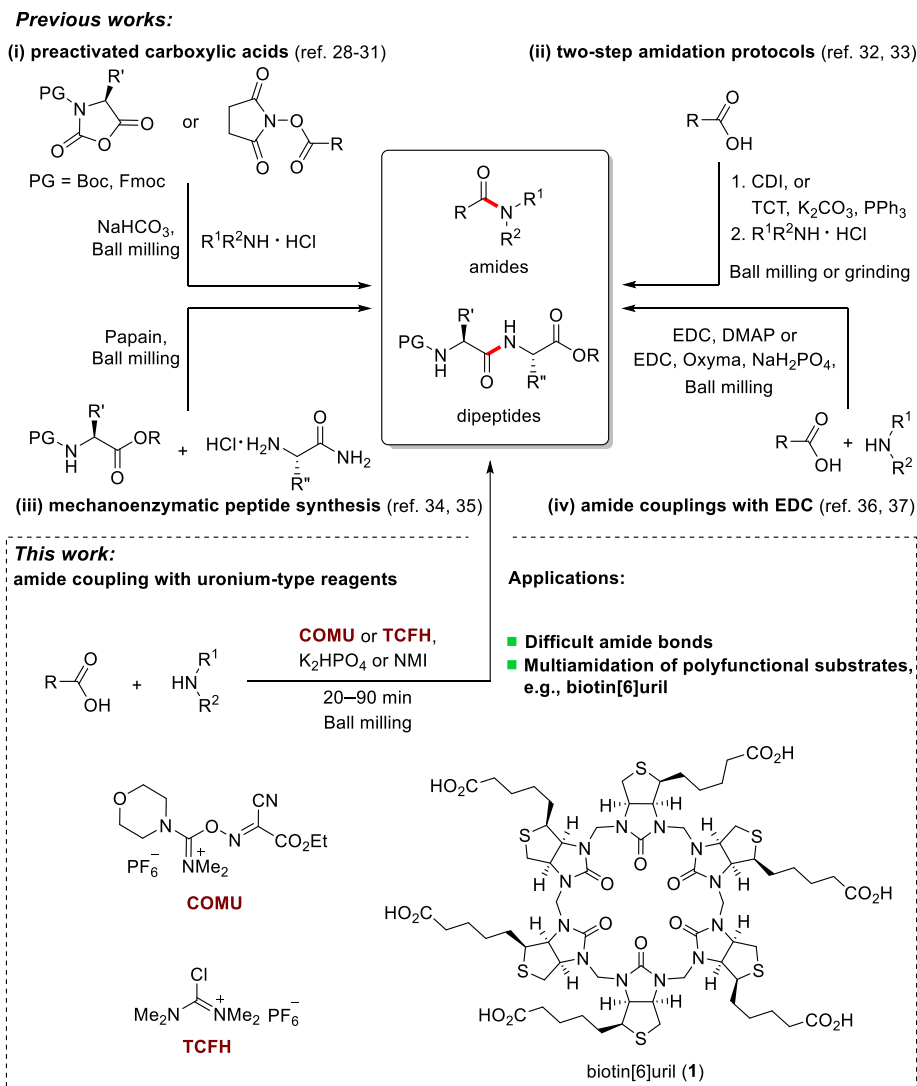 Previous works:
(i) preactivated carboxylic acids (ref. 28-31)
(ii) two-step amidation protocols (ref. 32, 33)
PG
R'
N
O
O
O
or
O
N
O
O
O
R
PG = Boc, Fmoc
NaHCO3,
Ball milling
R1R2NH · HCl
R
O
OH
1. CDI, or
TCT, K2CO3, PPh3
2. R1R2NH · HCl
Ball milling or grinding
O
R
N
R1
R2
amides
PG
N
H
R'
O
H
N
R"
O
OR
dipeptides
Papain,
Ball milling
PG
N
H
R'
O
OR
+
HCl·H2N
R"
O
NH2
EDC, DMAP or
EDC, Oxyma, NaH2PO4,
Ball milling
R
O
OH
+
HN
R1
R2
(iii) mechanoenzymatic peptide synthesis (ref. 34, 35)
(iv) amide couplings with EDC (ref. 36, 37)
This work:
amide coupling with uronium-type reagents
R
O
OH
+
HN
R1
R2
COMU or TCFH,
K2HPO4 or NMI
20–90 min
Ball milling
Applications:
Difficult amide bonds
Multiamidation of polyfunctional substrates,
e.g., biotin[6]uril
O
N
O
N
CN
CO2Et
NMe2
+
PF6−
COMU
Cl
Me2N
NMe2
+
PF6−
TCFH
HO2C
S
CO2H
H
H
N
N
O
S
H
H
N
N
O
S
H
H
N
N
O
CO2H
HO2C
S
H
H
N
N
O
S
H
H
N
N
O
S
H
H
N
N
O
HO2C
CO2H
biotin[6]uril (1)